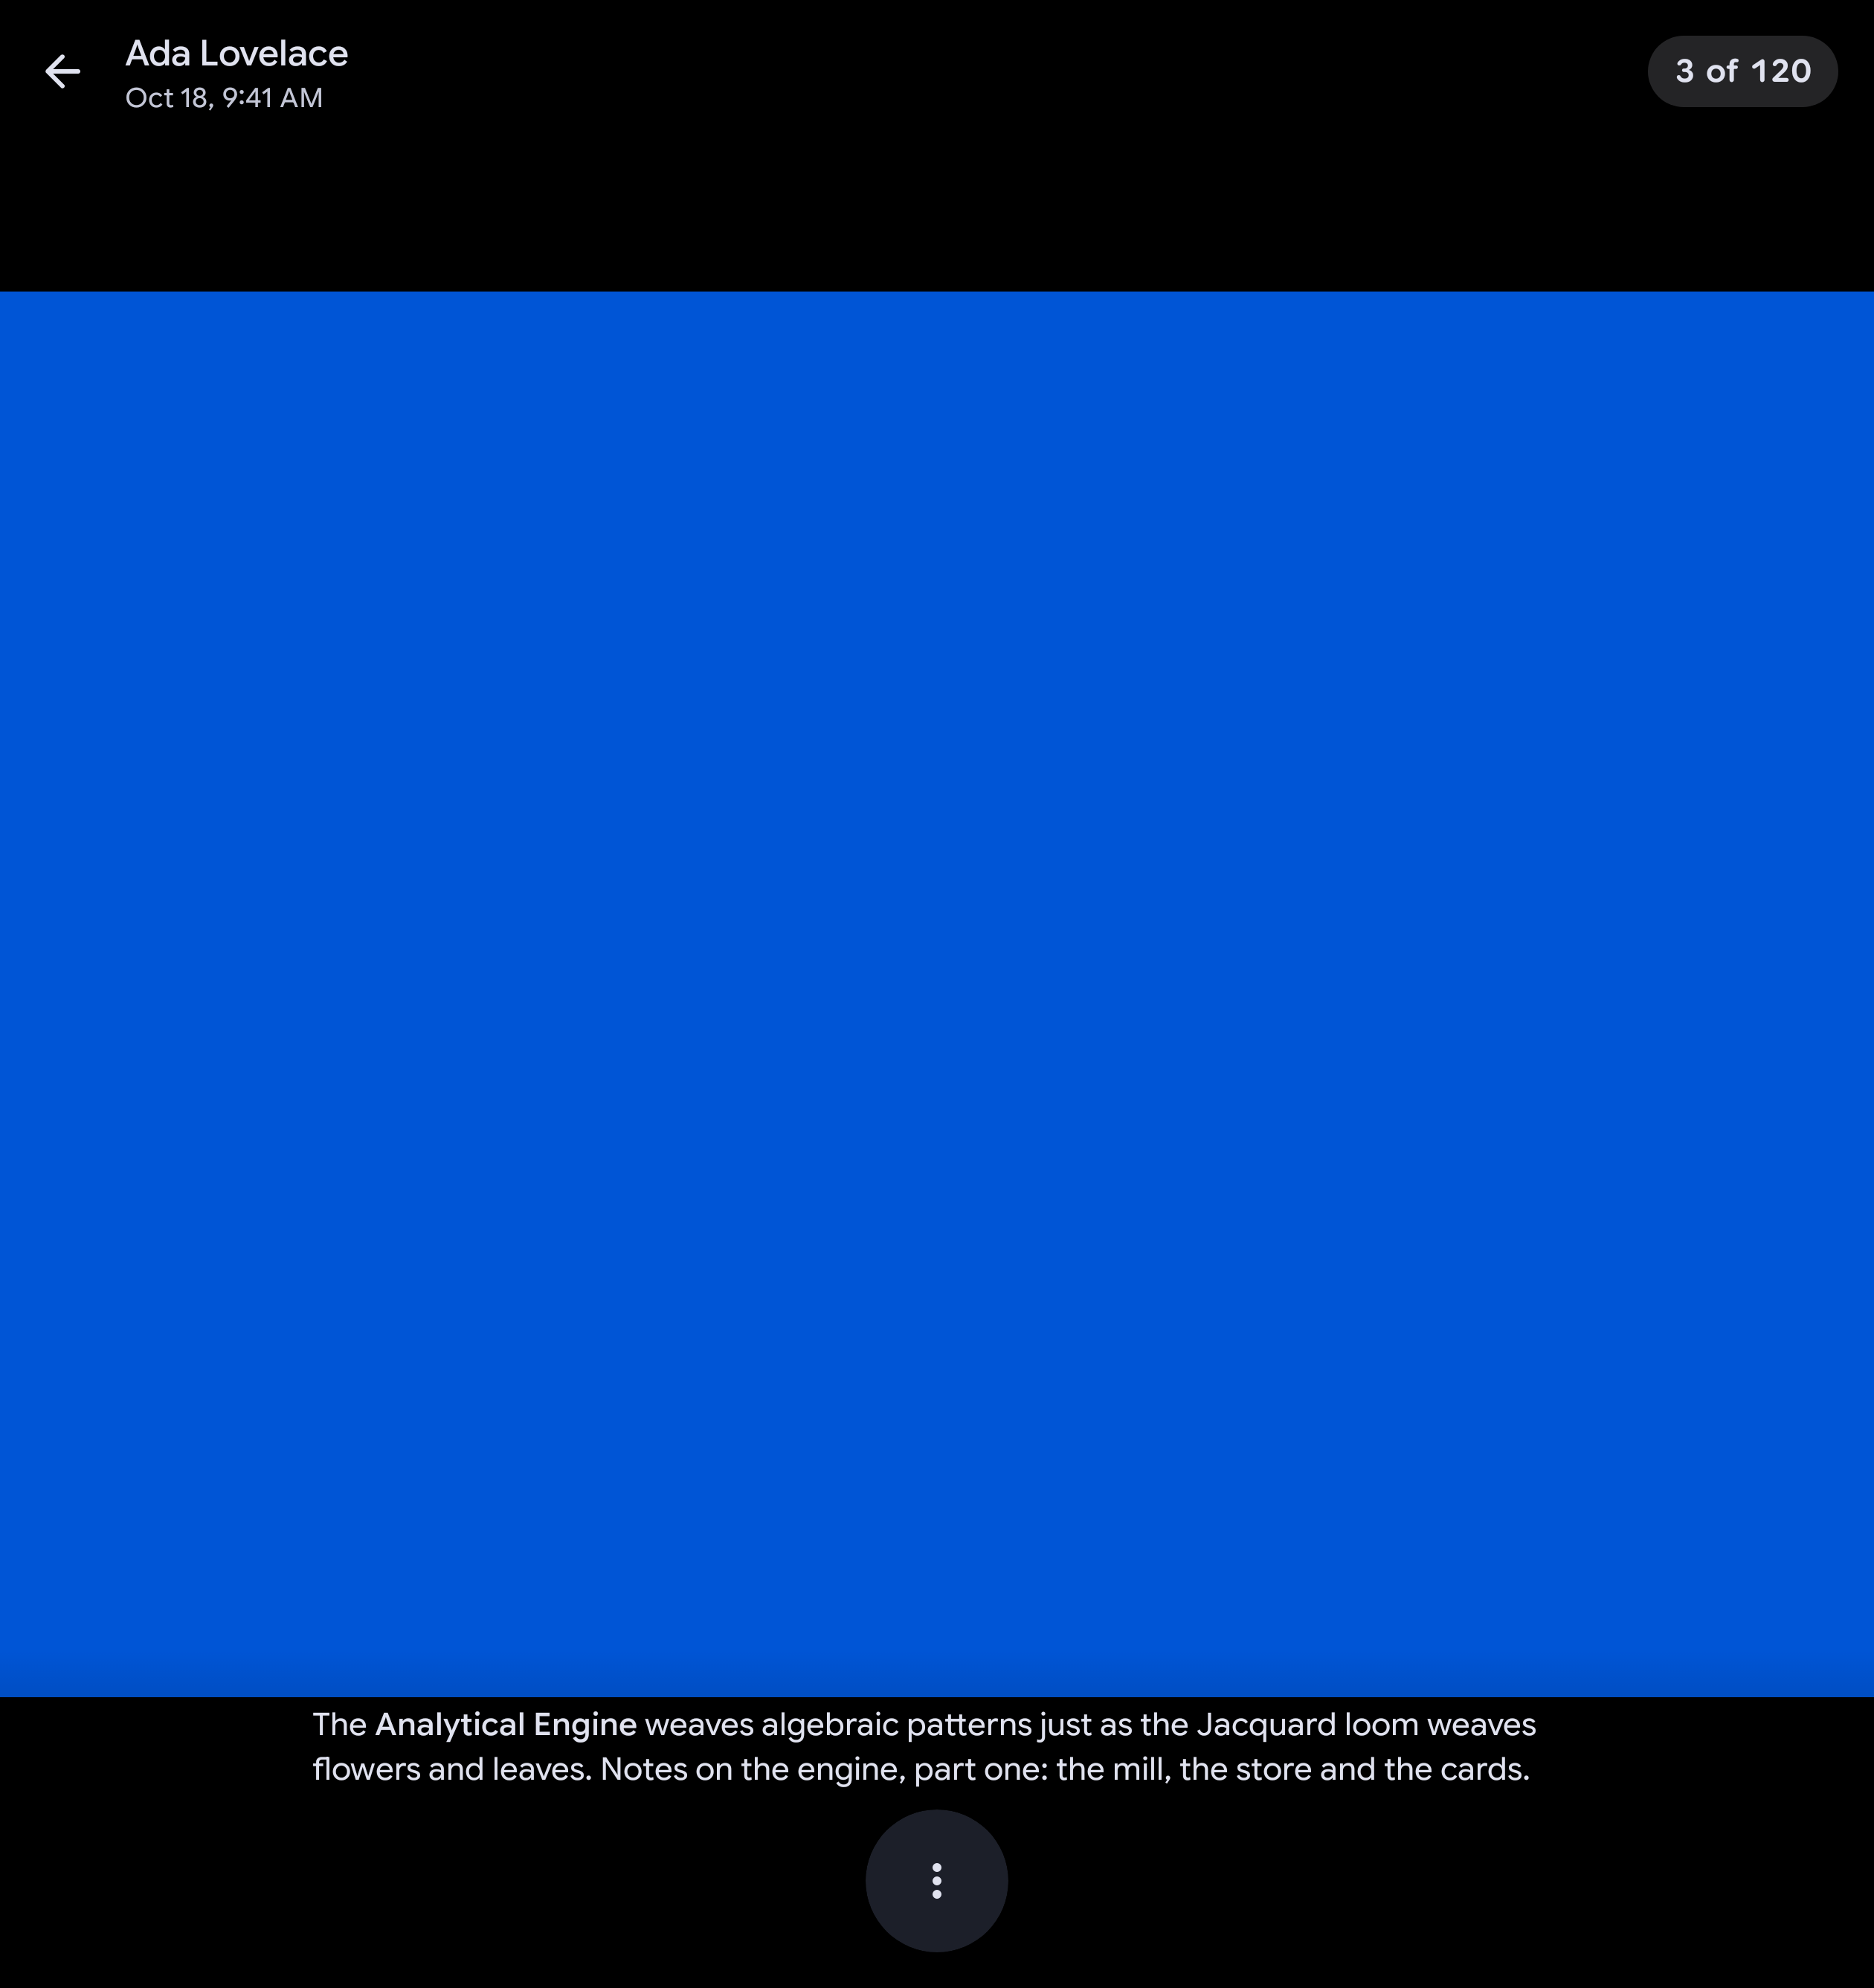 Ada Lovelace
Oct 18, 9:41 AM
3 of 120
The Analytical Engine weaves algebraic patterns just as the Jacquard loom weaves
flowers and leaves. Notes on the engine, part one: the mill, the store and the cards.